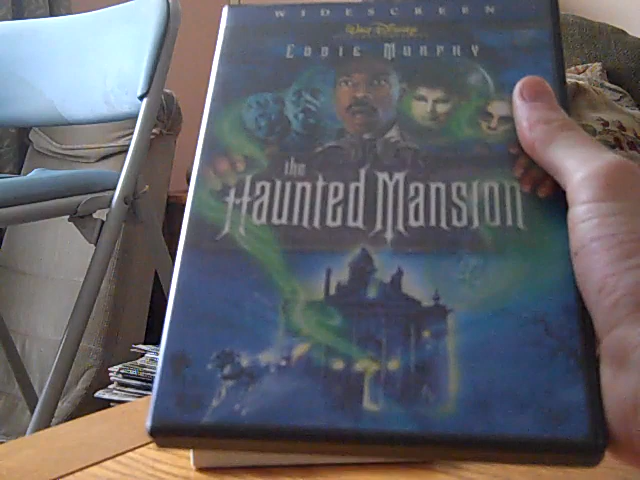 WIDESCREEN
WALT DISNEY
EDDIE MURPHY
the
Haunted Mansion